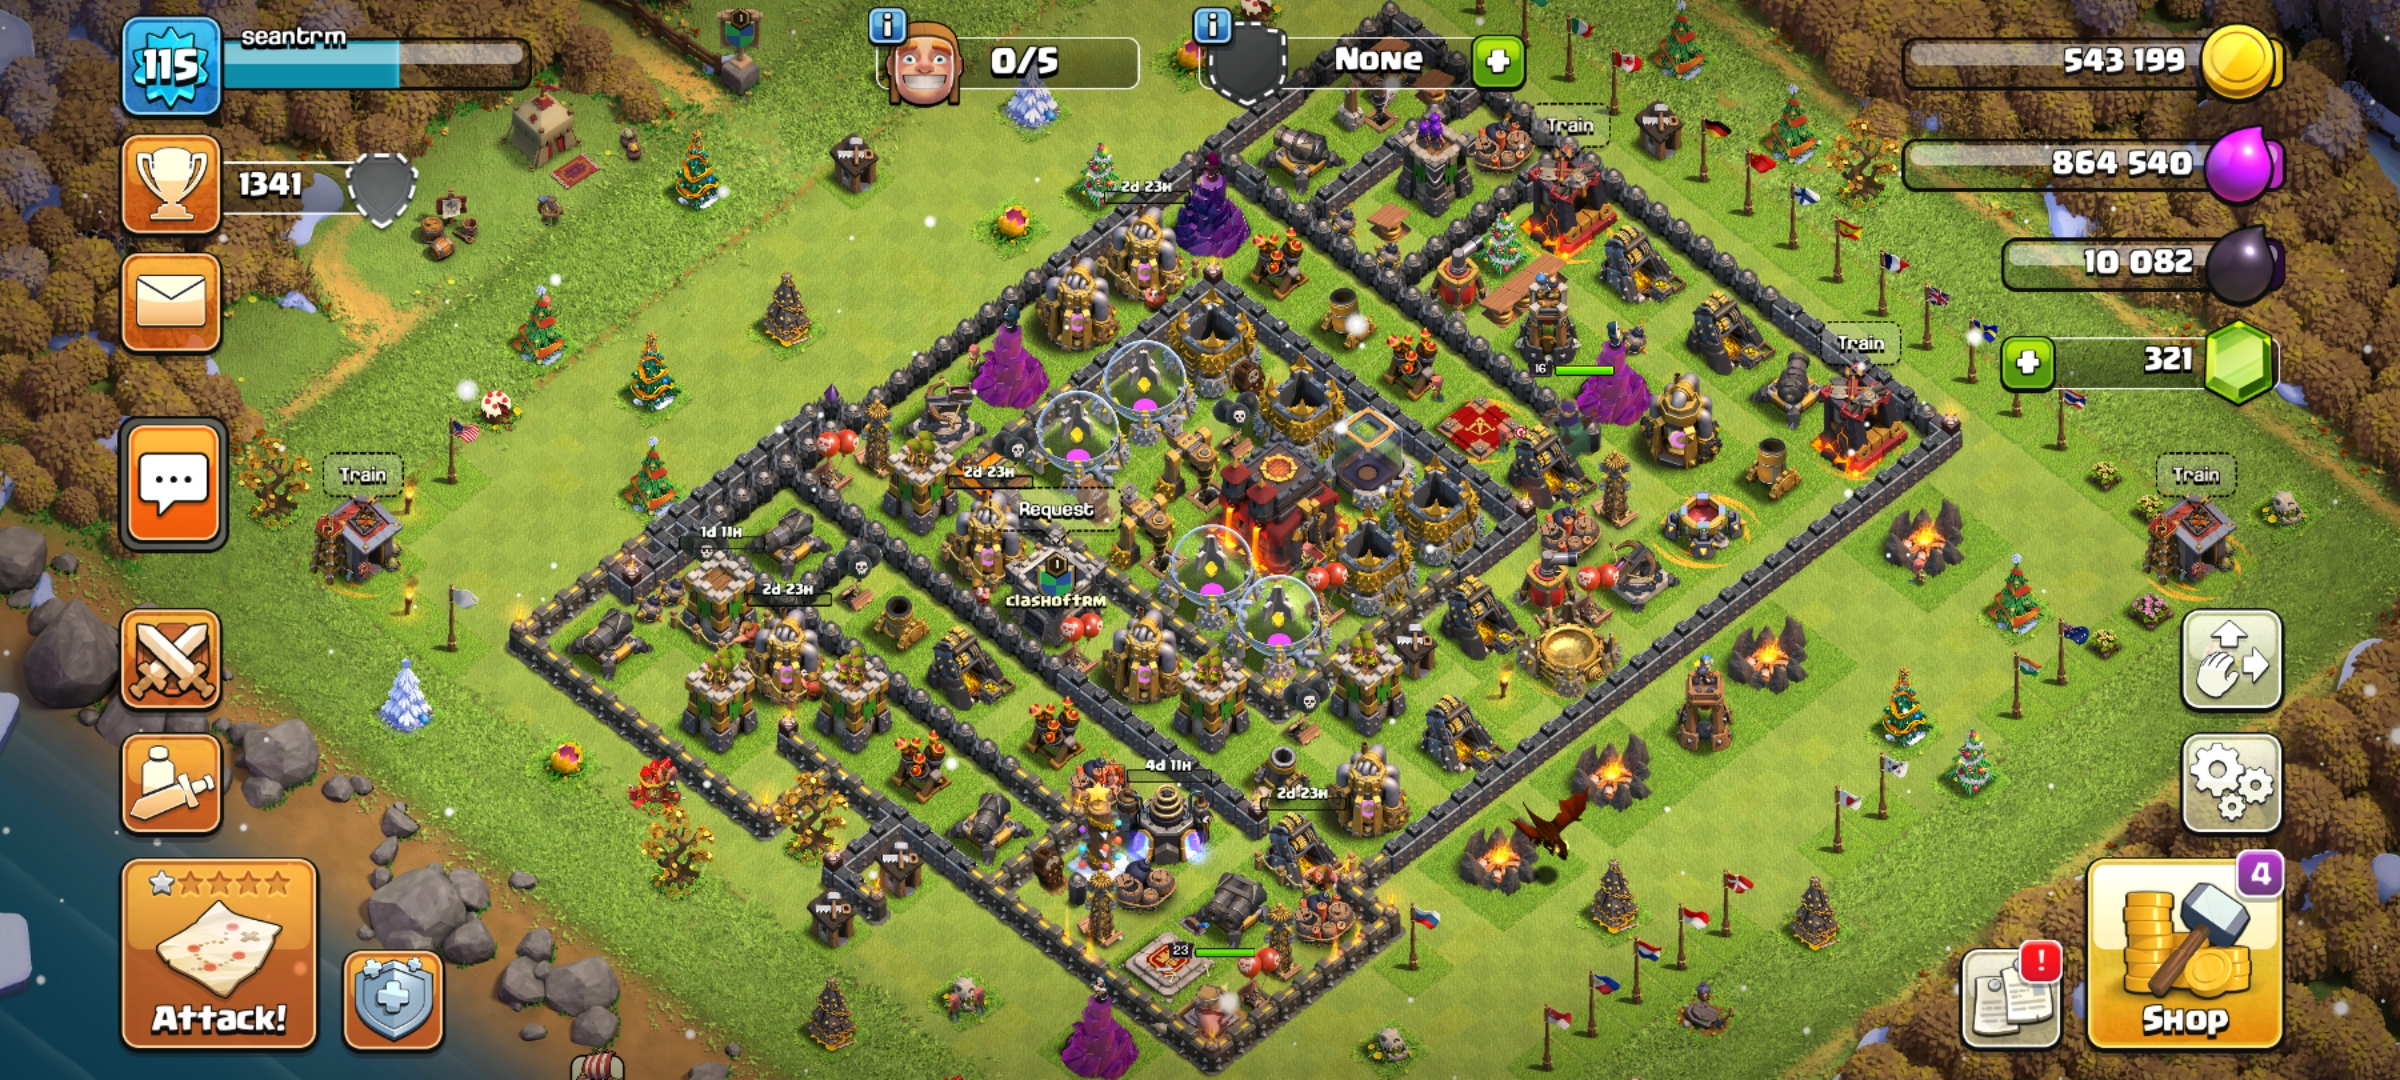 115
seantrm
0/5
None
543 199
1341
Train
864 540
2d 23H
10 082
Train
321
16
Train
2d 23H
Train
Request
1d 11H
2d 23H
clashoftrm
4d 11H
2d 23H
4
23
!
Attack!
Shop